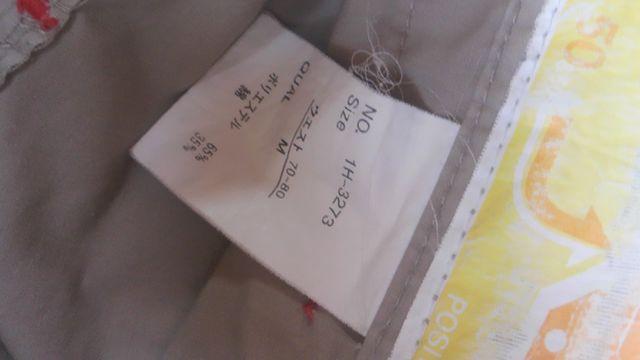 NO. 1H-3273
Size
M
ウエスト 70-80
QUAL
ポリエステル 65%
綿 35%
50
POSI